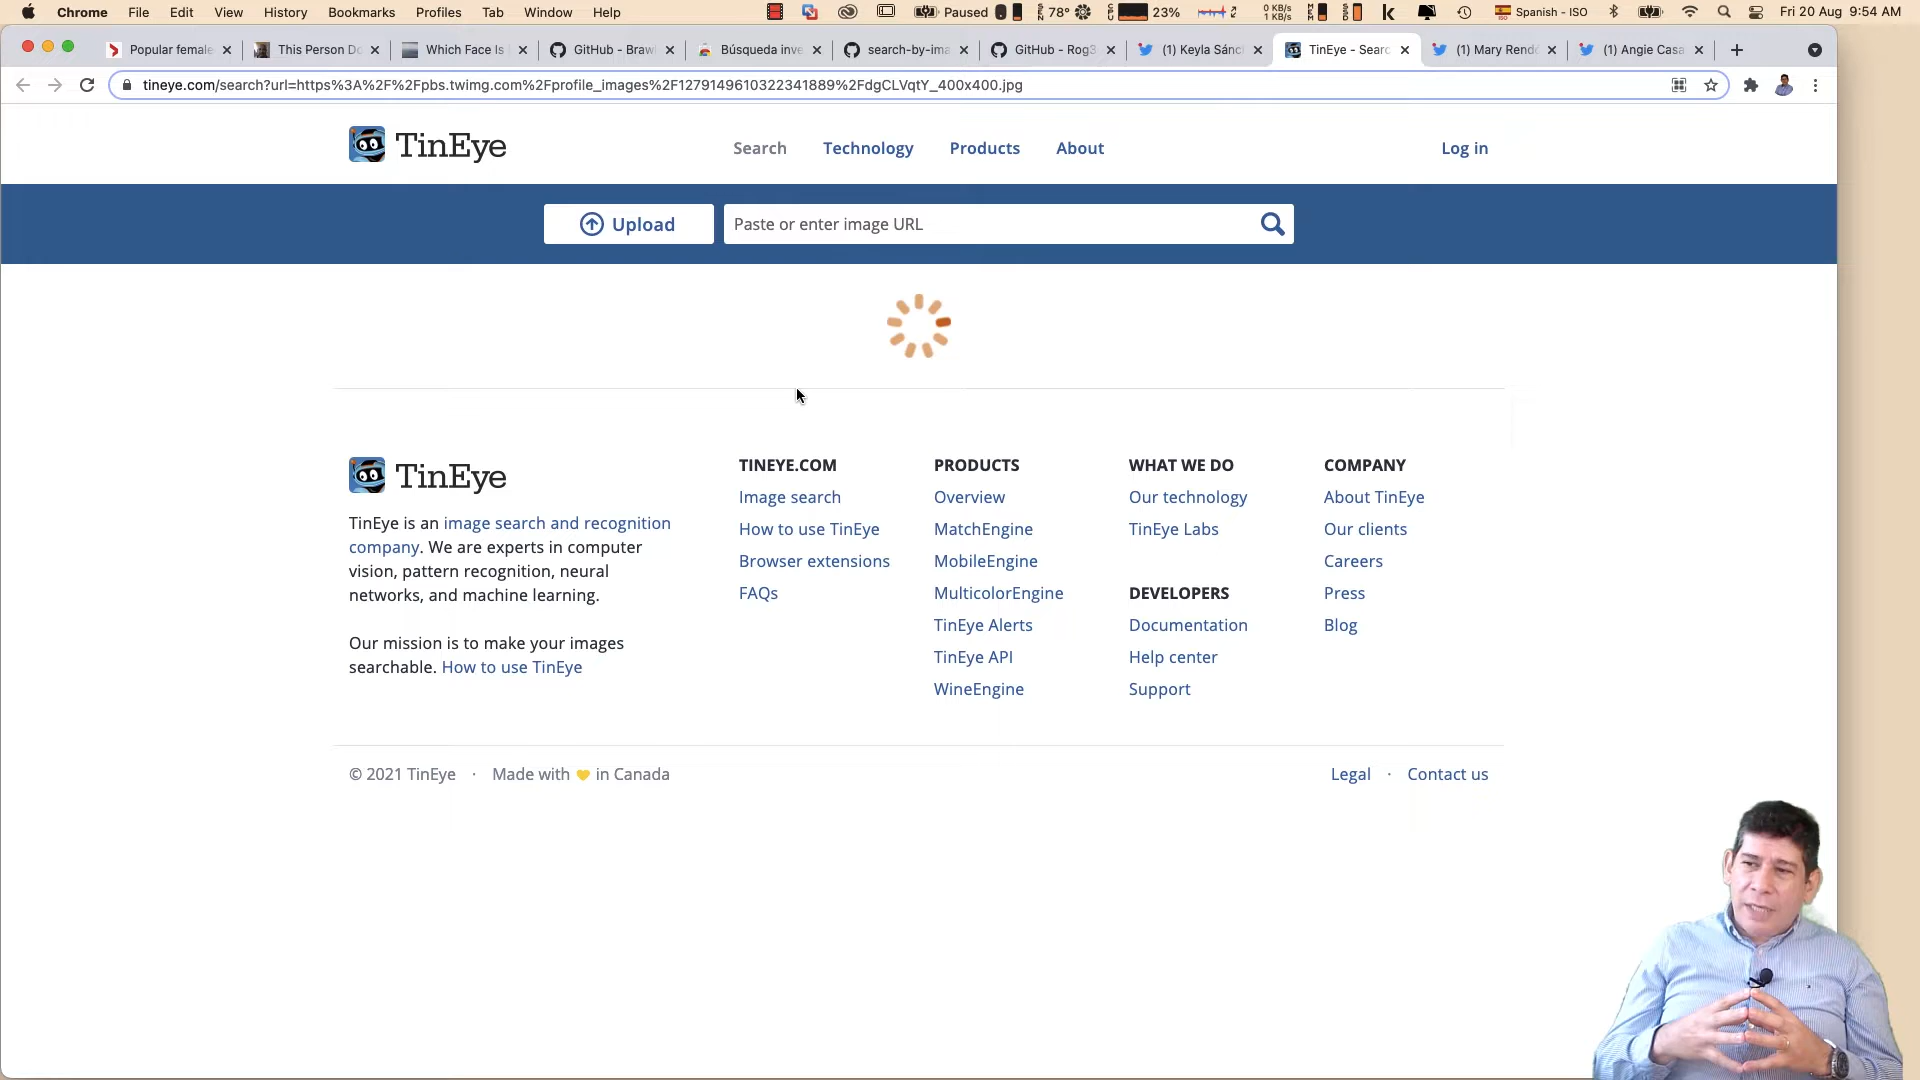 Chrome File Edit View History Bookmarks Profiles Tab Window Help Paused 78° 23% 0 KB/s 1 KB/s Spanish - ISO Fri 20 Aug 9:54 AM
Popular female This Person Do Which Face Is GitHub - Brawl Búsqueda inve search-by-ima GitHub - Rog3 (1) Keyla Sánc TinEye - Searc (1) Mary Rendo (1) Angie Casa
tineye.com/search?url=https%3A%2F%2Fpbs.twimg.com%2Fprofile_images%2F1279149610322341889%2FdgCLVqtY_400x400.jpg
TinEye Search Technology Products About Log in
Upload Paste or enter image URL
TinEye
TinEye is an image search and recognition
company. We are experts in computer
vision, pattern recognition, neural
networks, and machine learning.
Our mission is to make your images
searchable. How to use TinEye
TINEYE.COM
Image search
How to use TinEye
Browser extensions
FAQs
PRODUCTS
Overview
MatchEngine
MobileEngine
MulticolorEngine
TinEye Alerts
TinEye API
WineEngine
WHAT WE DO
Our technology
TinEye Labs
DEVELOPERS
Documentation
Help center
Support
COMPANY
About TinEye
Our clients
Careers
Press
Blog
© 2021 TinEye · Made with 💛 in Canada
Legal · Contact us